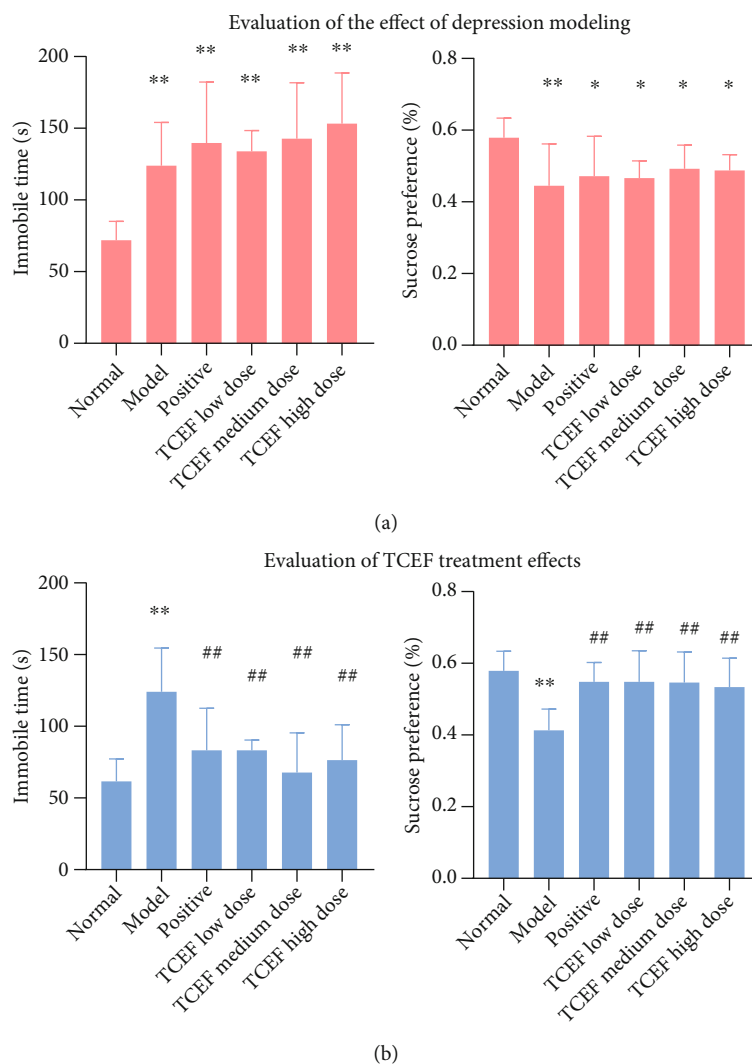 Evaluation of the effect of depression modeling
200
150
100
50
0
Immobile time (s)
**
**
**
**
**
Normal
Model
Positive
TCEF low dose
TCEF medium dose
TCEF high dose
0.8
0.6
0.4
0.2
0.0
Sucrose preference (%)
**
*
*
*
*
Normal
Model
Positive
TCEF low dose
TCEF medium dose
TCEF high dose
(a)
Evaluation of TCEF treatment effects
200
150
100
50
0
Immobile time (s)
**
##
##
##
##
Normal
Model
Positive
TCEF low dose
TCEF medium dose
TCEF high dose
0.8
0.6
0.4
0.2
0.0
Sucrose preference (%)
**
##
##
##
##
Normal
Model
Positive
TCEF low dose
TCEF medium dose
TCEF high dose
(b)